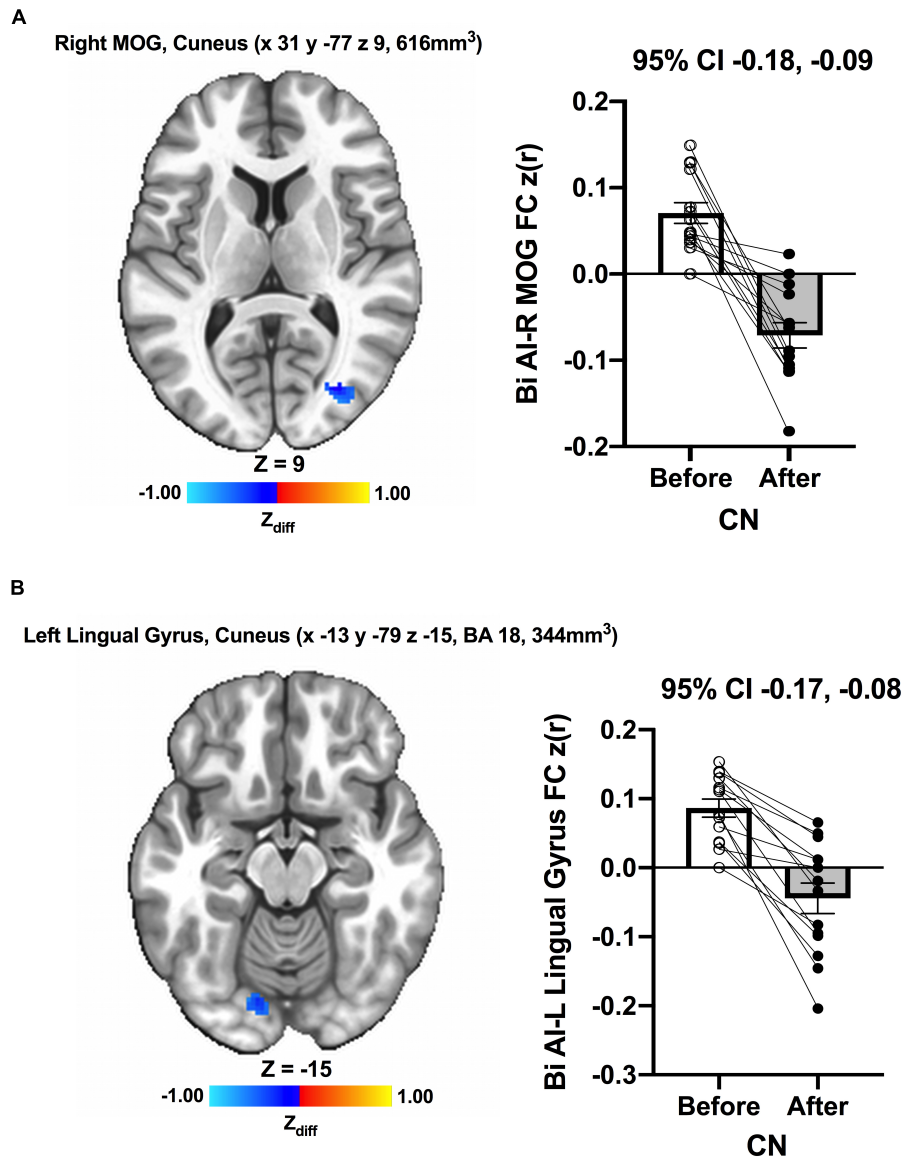 A
Right MOG, Cuneus (x 31 y -77 z 9, 616mm³)
95% CI -0.18, -0.09
Bi AI-R MOG FC z(r)
0.2
0.1
0.0
-0.1
-0.2
Before After
CN
Z = 9
-1.00 1.00
Zdiff
B
Left Lingual Gyrus, Cuneus (x -13 y -79 z -15, BA 18, 344mm³)
95% CI -0.17, -0.08
Bi AI-L Lingual Gyrus FC z(r)
0.2
0.1
0.0
-0.1
-0.2
-0.3
Before After
CN
Z = -15
-1.00 1.00
Zdiff